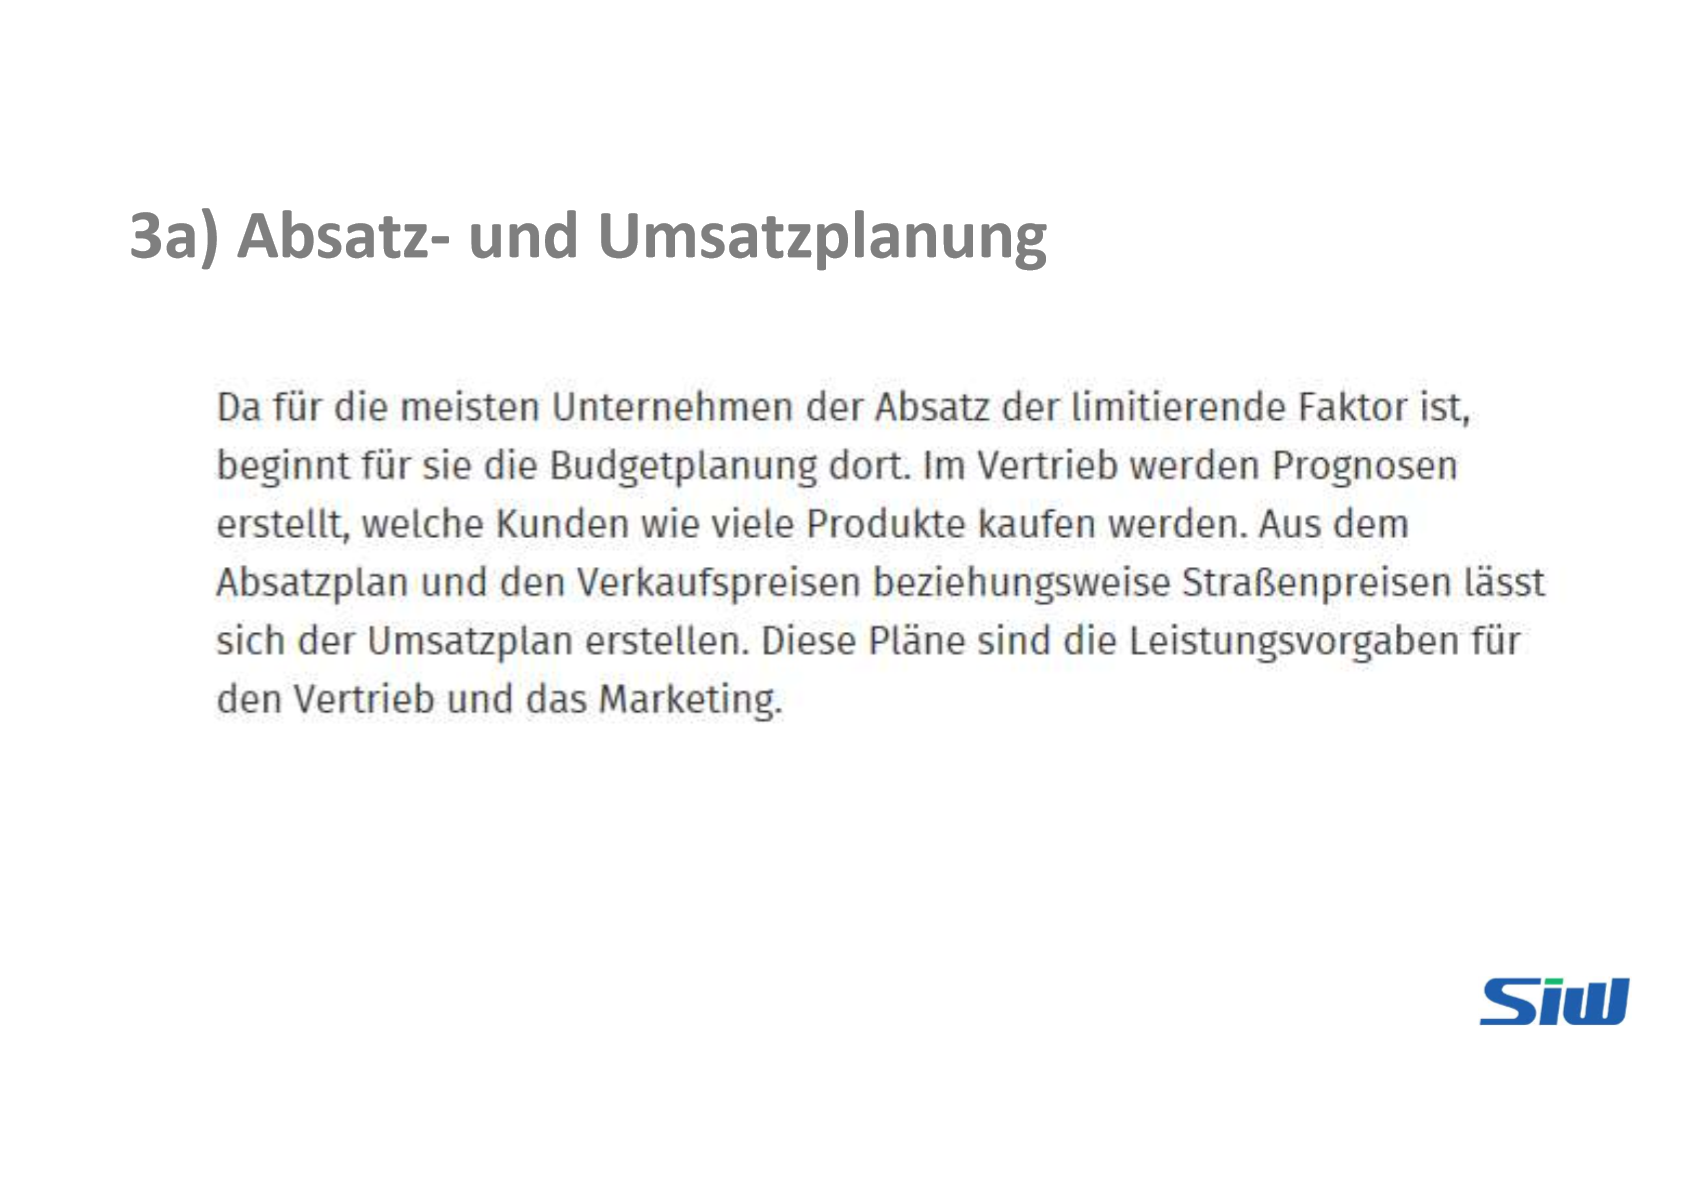 3a) Absatz- und Umsatzplanung
Da für die meisten Unternehmen der Absatz der limitierende Faktor ist,
beginnt für sie die Budgetplanung dort. Im Vertrieb werden Prognosen
erstellt, welche Kunden wie viele Produkte kaufen werden. Aus dem
Absatzplan und den Verkaufspreisen beziehungsweise Straßenpreisen lässt
sich der Umsatzplan erstellen. Diese Pläne sind die Leistungsvorgaben für
den Vertrieb und das Marketing.
Siw